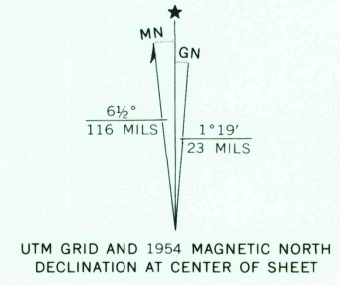 MN
GN
6½°
116 MILS
1°19′
23 MILS
UTM GRID AND 1954 MAGNETIC NORTH
DECLINATION AT CENTER OF SHEET